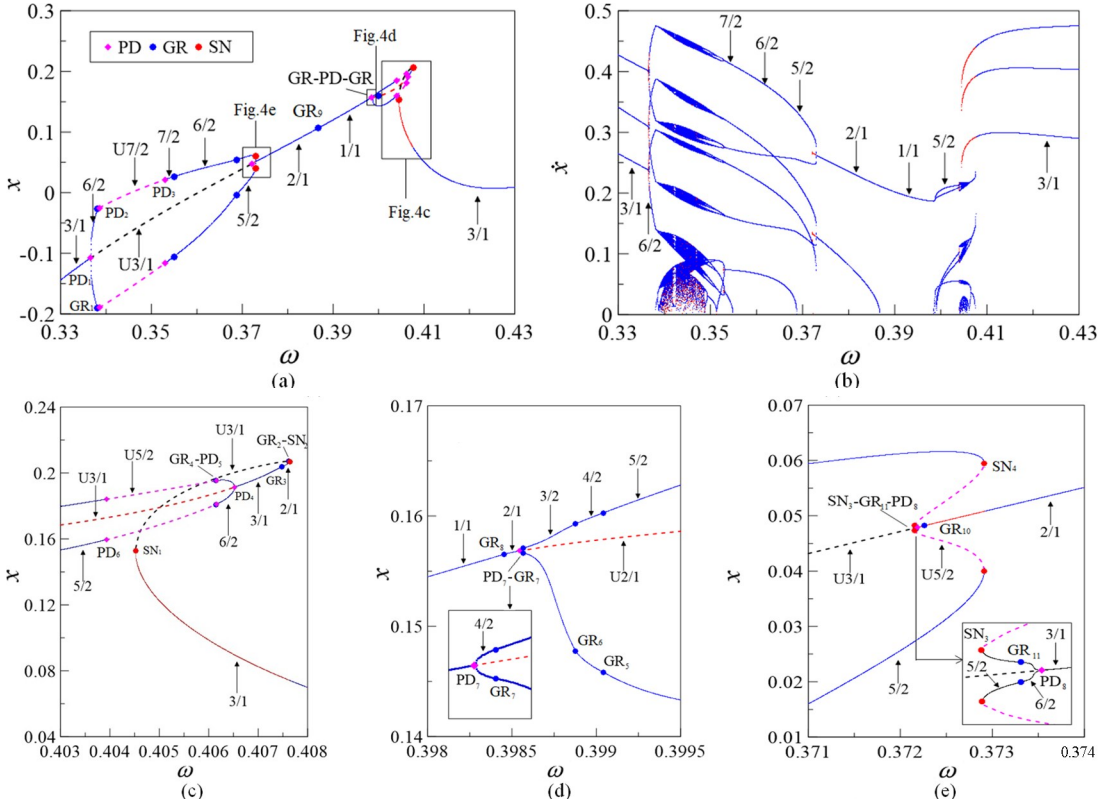 0.3
0.2
0.1
0
-0.1
-0.2
x
PD GR SN
Fig.4d
GR-PD-GR
Fig.4e
GR₉
6/2
7/2
U7/2
1/1
PD₃
2/1
6/2
5/2
Fig.4c
PD₂
3/1
3/1
U3/1
PD₁
GR₁
0.33 0.35 0.37 0.39 0.41 0.43
ω
(a)
0.5
0.4
0.3
0.2
0.1
0
ẋ
7/2
6/2
5/2
2/1
1/1
5/2
3/1
3/1
6/2
0.33 0.35 0.37 0.39 0.41 0.43
ω
(b)
0.24
0.20
0.16
0.12
0.08
0.04
x
U3/1
GR₂-SN₂
U5/2
GR₄-PD₅
U3/1
GR₃
PD₄
3/1
2/1
PD₆
6/2
SN₁
5/2
3/1
0.403 0.404 0.405 0.406 0.407 0.408
ω
(c)
0.17
0.16
0.15
0.14
x
5/2
4/2
3/2
2/1
1/1
GR₈
U2/1
PD₇-GR₇
4/2
GR₆
GR₅
PD₇
GR₇
0.398 0.3985 0.399 0.3995
ω
(d)
0.07
0.06
0.05
0.04
0.03
0.02
0.01
x
SN₄
SN₃-GR₁₁-PD₈
GR₁₀
2/1
U3/1
U5/2
SN₃
3/1
GR₁₁
5/2
PD₈
6/2
5/2
0.371 0.372 0.373 0.374
ω
(e)